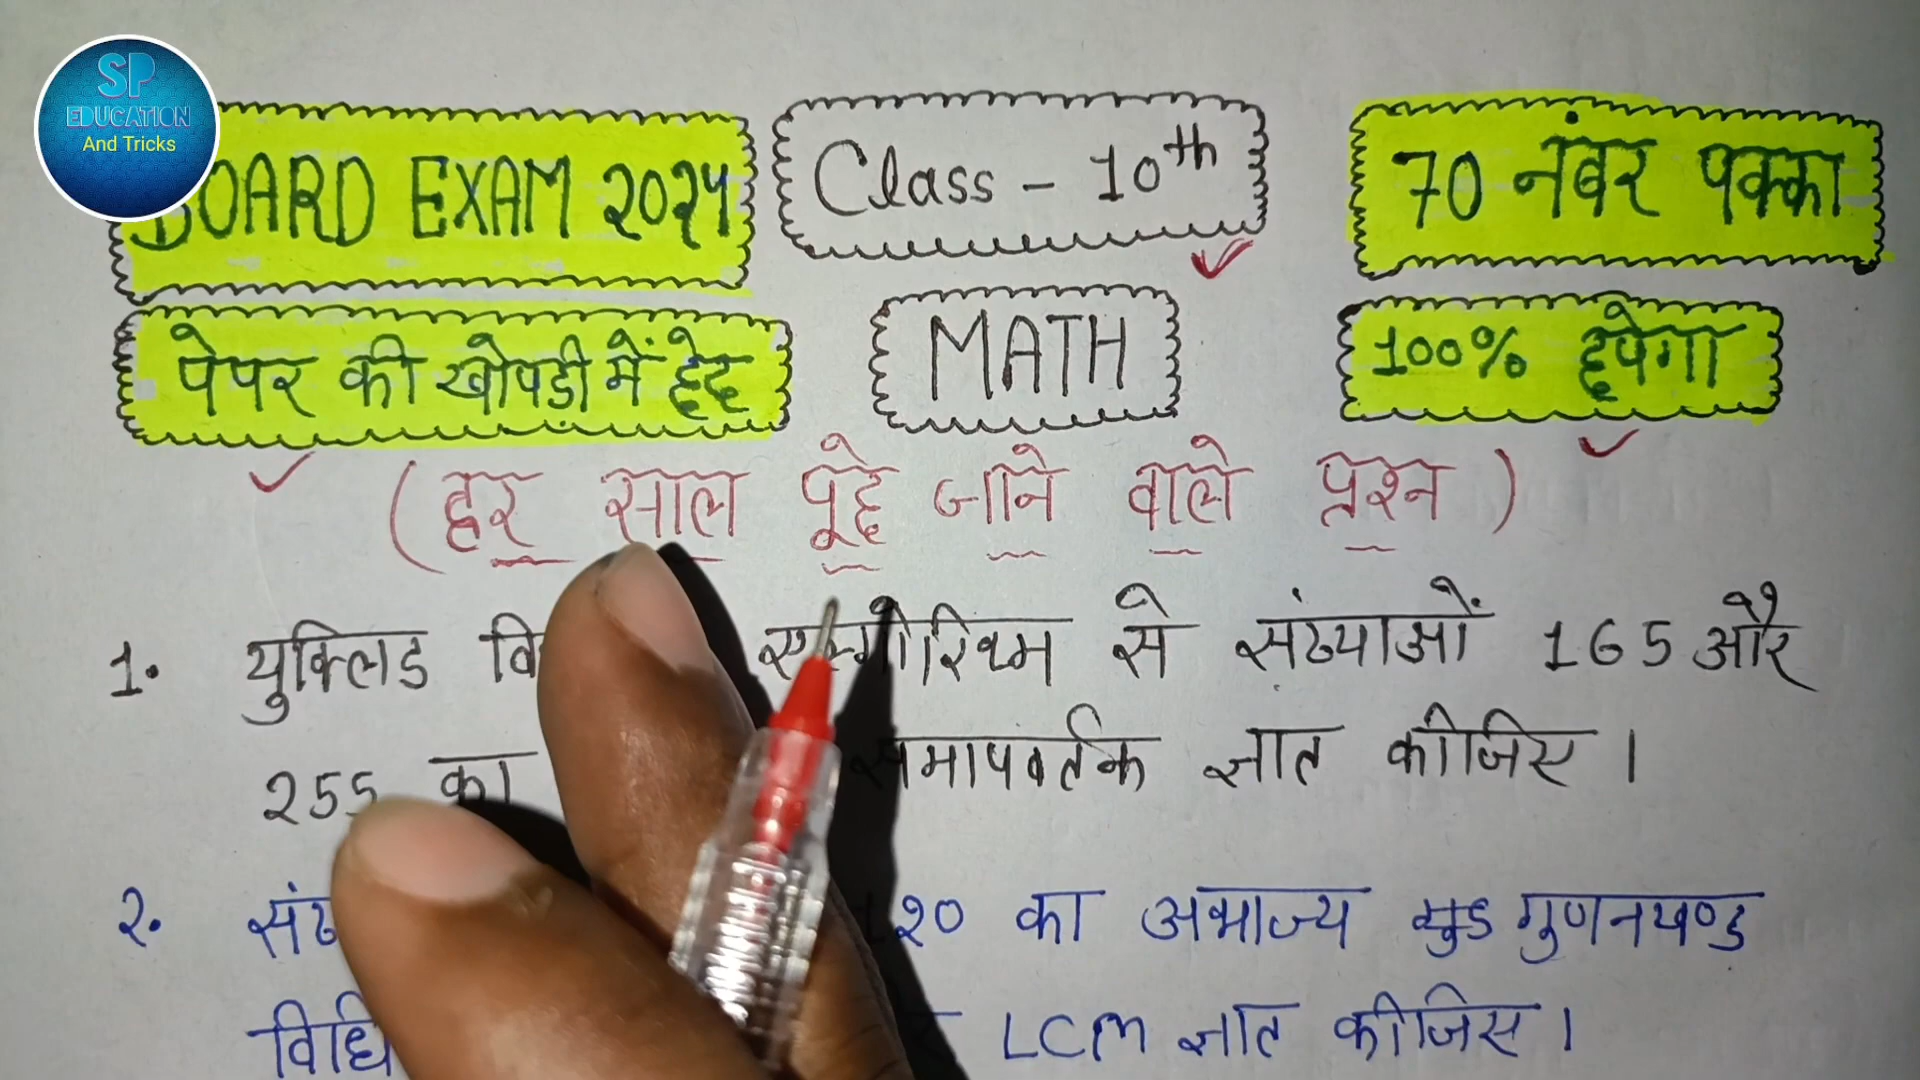 SP
EDUCATION
And Tricks
BOARD EXAM 2024
Class - 10th
70 नंबर पक्का
पेपर की खोपडी में छेद
MATH
100% छपेगा
(हर साल पूछे जाने वाले प्रश्न)
1. युक्लिड एल्गोरिथ्म से संख्याओं 165 और
255 का समापवर्तक ज्ञात कीजिए।
2. 120 का अभाज्य गुणनखण्ड
विधि LCM ज्ञात कीजिए।